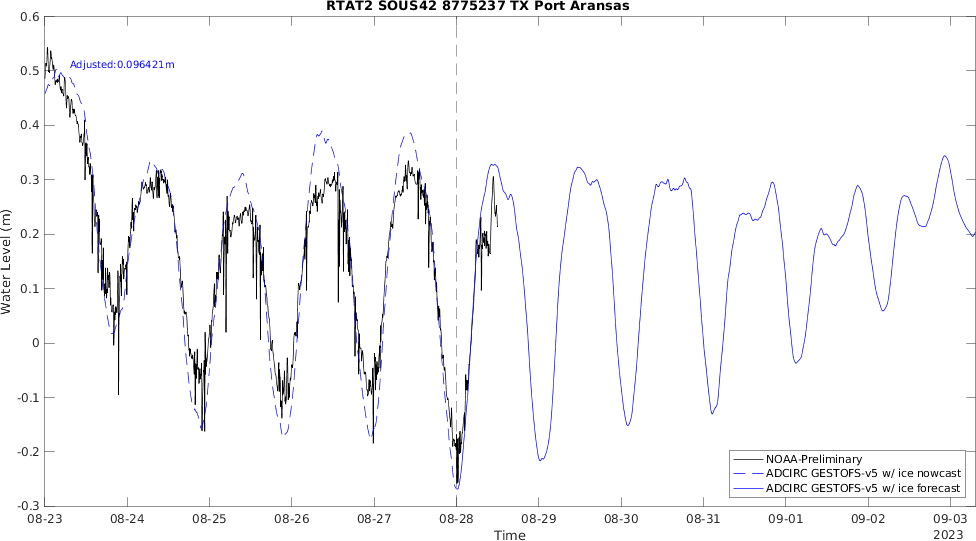 RTAT2 SOUS42 8775237 TX Port Aransas
Adjusted:0.096421m
Water Level (m)
0.6
0.5
0.4
0.3
0.2
0.1
0
-0.1
-0.2
-0.3
NOAA-Preliminary
ADCIRC GESTOFS-v5 w/ ice nowcast
ADCIRC GESTOFS-v5 w/ ice forecast
08-23 08-24 08-25 08-26 08-27 08-28 08-29 08-30 08-31 09-01 09-02 09-03
Time
2023